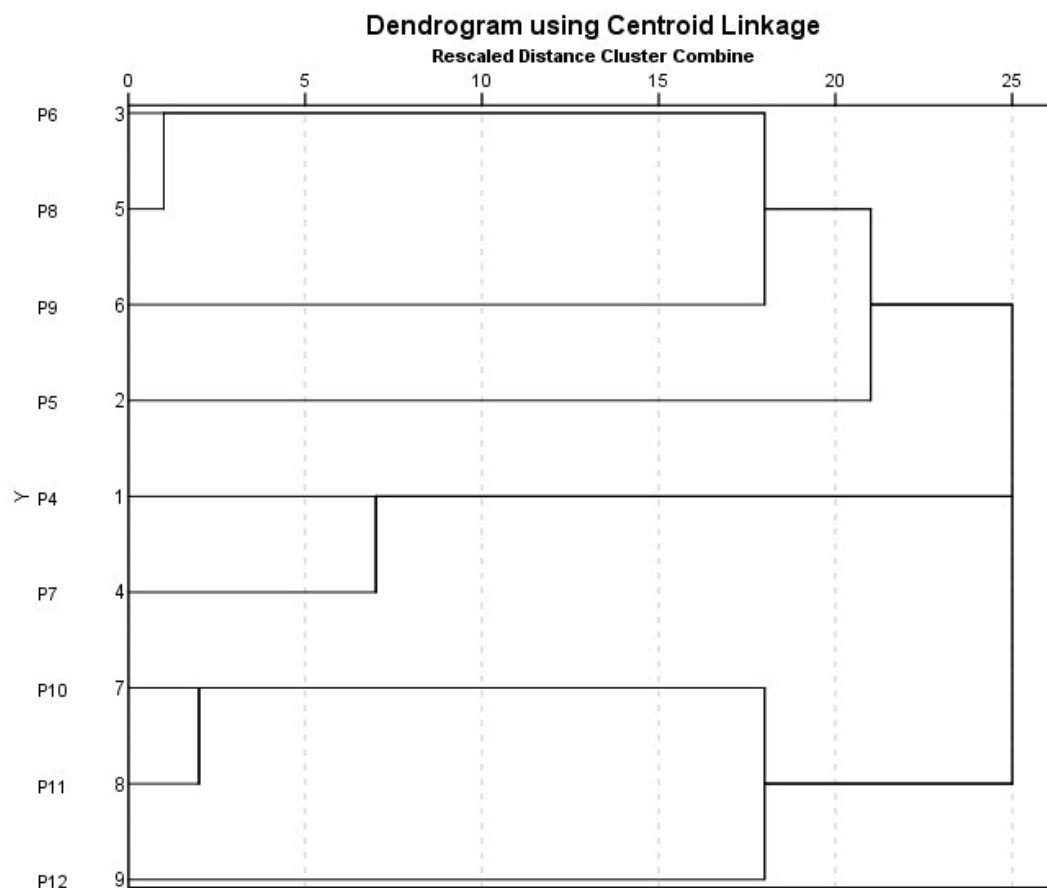 Dendrogram using Centroid Linkage
Rescaled Distance Cluster Combine
0 5 10 15 20 25
P6 3
P8 5
P9 6
P5 2
Y P4 1
P7 4
P10 7
P11 8
P12 9